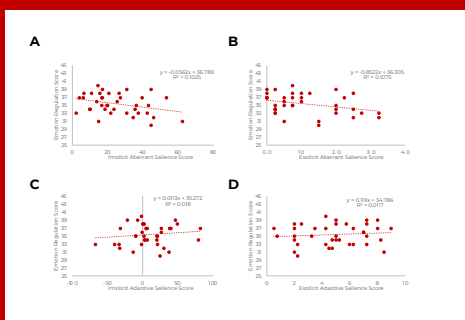 A
B
y = -0.0562x + 36.789
R² = 0.1025
y = -0.8522x + 36.305
R² = 0.1075
Emotion Regulation Score
45
43
41
39
37
35
33
31
29
27
25
0 20 40 60 80
Implicit Aberrant Salience Score
Emotion Regulation Score
45
43
41
39
37
35
33
31
29
27
25
0.0 1.0 2.0 3.0 4.0
Explicit Aberrant Salience Score
C
D
y = 0.0113x + 35.272
R² = 0.018
y = 0.119x + 34.786
R² = 0.0117
Emotion Regulation Score
45
43
41
39
37
35
33
31
29
27
25
-50 0 50 100
Implicit Adaptive Salience Score
Emotion Regulation Score
45
43
41
39
37
35
33
31
29
27
25
0 2 4 6 8 10
Explicit Adaptive Salience Score